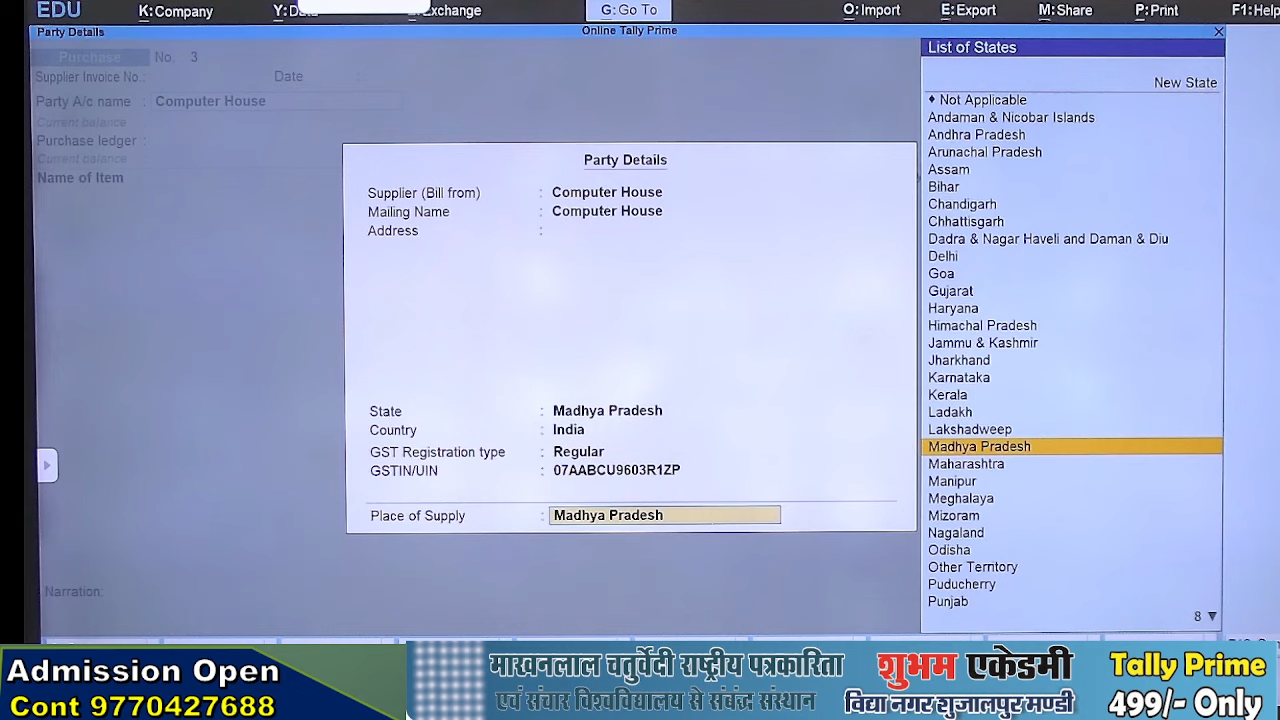 EDU
K:Company
Y:Data
Exchange
G:Go To
O:Import
E:Export
M:Share
P:Print
F1:Help
Party Details
Online Tally Prime
Purchase No. 3
Supplier Invoice No.:
Date :
Party A/c name : Computer House
Current balance :
Purchase ledger :
Current balance :
Name of Item
Narration:
Party Details
Supplier (Bill from) : Computer House
Mailing Name : Computer House
Address :
State : Madhya Pradesh
Country : India
GST Registration type : Regular
GSTIN/UIN : 07AABCU9603R1ZP
Place of Supply : Madhya Pradesh
List of States
New State
♦ Not Applicable
Andaman & Nicobar Islands
Andhra Pradesh
Arunachal Pradesh
Assam
Bihar
Chandigarh
Chhattisgarh
Dadra & Nagar Haveli and Daman & Diu
Delhi
Goa
Gujarat
Haryana
Himachal Pradesh
Jammu & Kashmir
Jharkhand
Karnataka
Kerala
Ladakh
Lakshadweep
Madhya Pradesh
Maharashtra
Manipur
Meghalaya
Mizoram
Nagaland
Odisha
Other Territory
Puducherry
Punjab
8 ▼
Admission Open
Cont 9770427688
माखनलाल चतुर्वेदी राष्ट्रीय पत्रकारिता
एवं संचार विश्वविद्यालय से संबंद्ध संस्थान
शुभम एकेडमी
विद्या नगर शुजालपुर मण्डी
Tally Prime
499/- Only